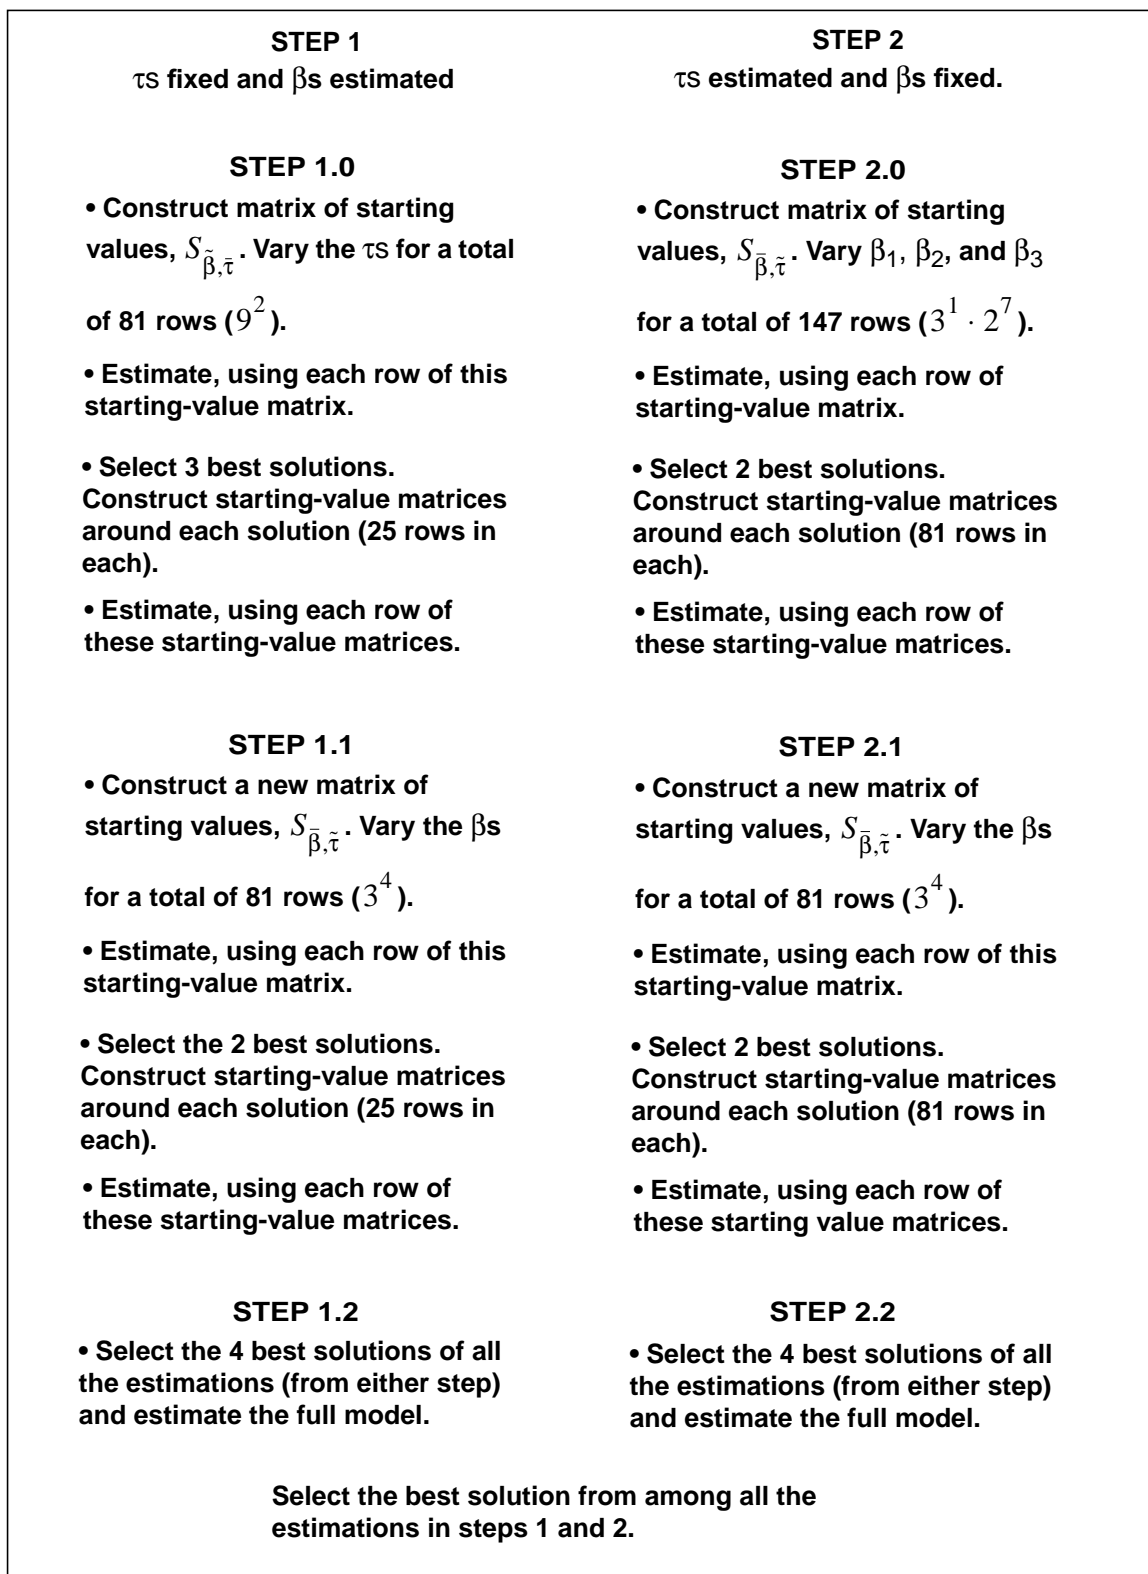 STEP 1
τs fixed and βs estimated
STEP 1.0
• Construct matrix of starting
values, S_{β̃,τ̄}. Vary the τs for a total
of 81 rows (9^2).
• Estimate, using each row of this
starting-value matrix.
• Select 3 best solutions.
Construct starting-value matrices
around each solution (25 rows in
each).
• Estimate, using each row of
these starting-value matrices.
STEP 1.1
• Construct a new matrix of
starting values, S_{β̄,τ̃}. Vary the βs
for a total of 81 rows (3^4).
• Estimate, using each row of this
starting-value matrix.
• Select the 2 best solutions.
Construct starting-value matrices
around each solution (25 rows in
each).
• Estimate, using each row of
these starting-value matrices.
STEP 1.2
• Select the 4 best solutions of all
the estimations (from either step)
and estimate the full model.
STEP 2
τs estimated and βs fixed.
STEP 2.0
• Construct matrix of starting
values, S_{β̄,τ̃}. Vary β1, β2, and β3
for a total of 147 rows (3^1 · 2^7).
• Estimate, using each row of
starting-value matrix.
• Select 2 best solutions.
Construct starting-value matrices
around each solution (81 rows in
each).
• Estimate, using each row of
these starting-value matrices.
STEP 2.1
• Construct a new matrix of
starting values, S_{β̄,τ̃}. Vary the βs
for a total of 81 rows (3^4).
• Estimate, using each row of this
starting-value matrix.
• Select 2 best solutions.
Construct starting-value matrices
around each solution (81 rows in
each).
• Estimate, using each row of
these starting value matrices.
STEP 2.2
• Select the 4 best solutions of all
the estimations (from either step)
and estimate the full model.
Select the best solution from among all the
estimations in steps 1 and 2.